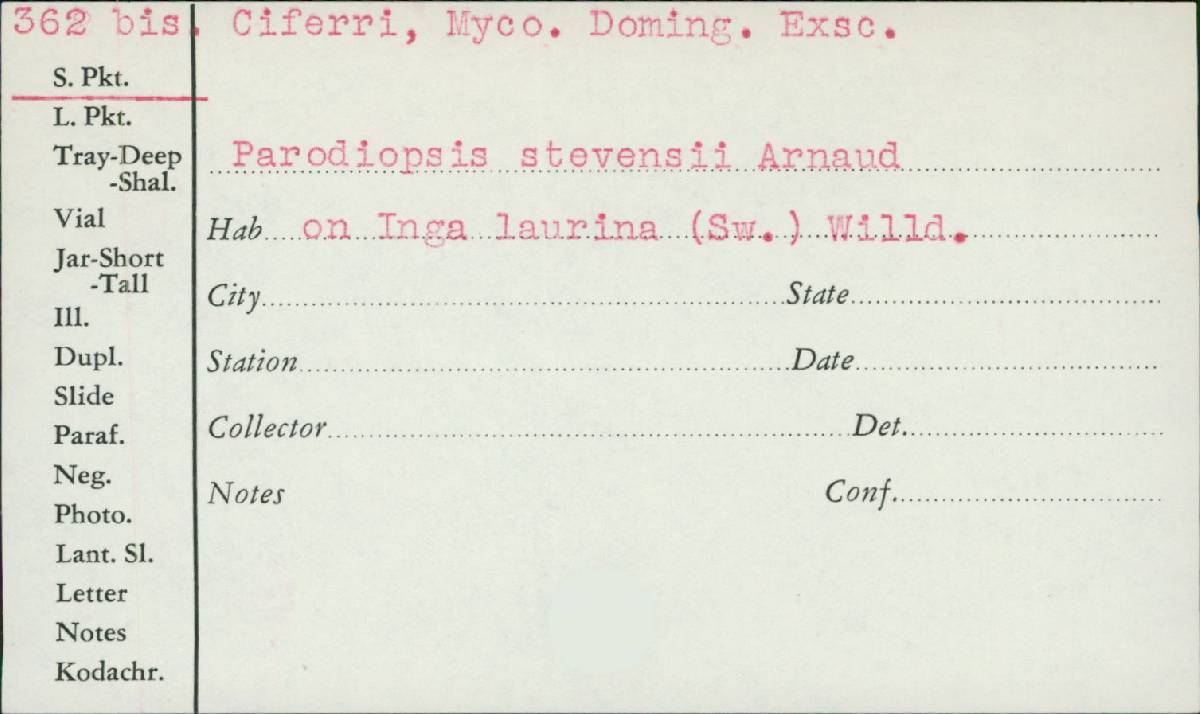 362 bis. Ciferri, Myco. Doming. Exsc.
S. Pkt.
L. Pkt.
Tray-Deep
-Shal.
Parodiopsis stevensii Arnaud
Vial
Hab on Inga laurina (Sw.) Willd.
Jar-Short
-Tall
City State
Ill.
Dupl.
Station Date
Slide
Paraf.
Collector Det.
Neg.
Notes Conf.
Photo.
Lant. Sl.
Letter
Notes
Kodachr.